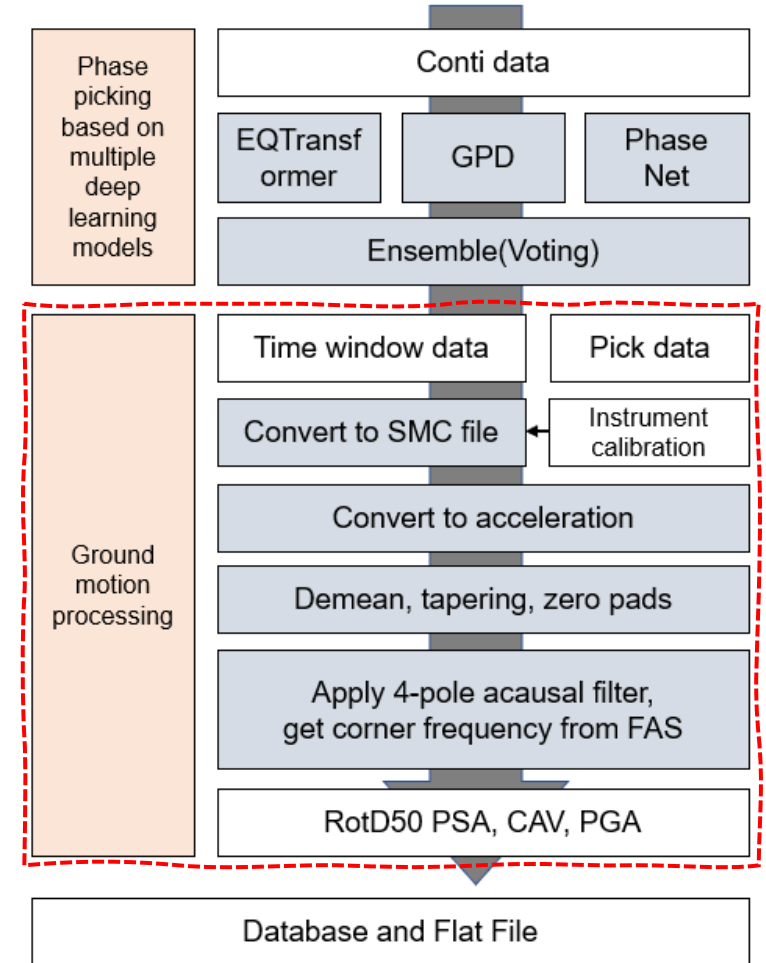 Phase
picking
based on
multiple
deep
learning
models
Conti data
EQTransf
ormer
GPD
Phase
Net
Ensemble(Voting)
Ground
motion
processing
Time window data
Pick data
Convert to SMC file
Instrument
calibration
Convert to acceleration
Demean, tapering, zero pads
Apply 4-pole acausal filter,
get corner frequency from FAS
RotD50 PSA, CAV, PGA
Database and Flat File